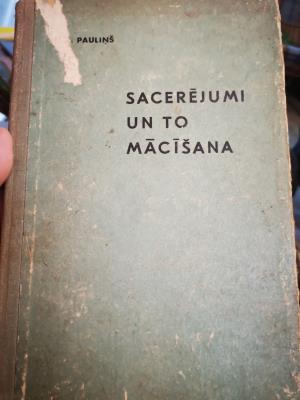 PAULIŅŠ
SACERĒJUMI
UN TO
MĀCĪŠANA